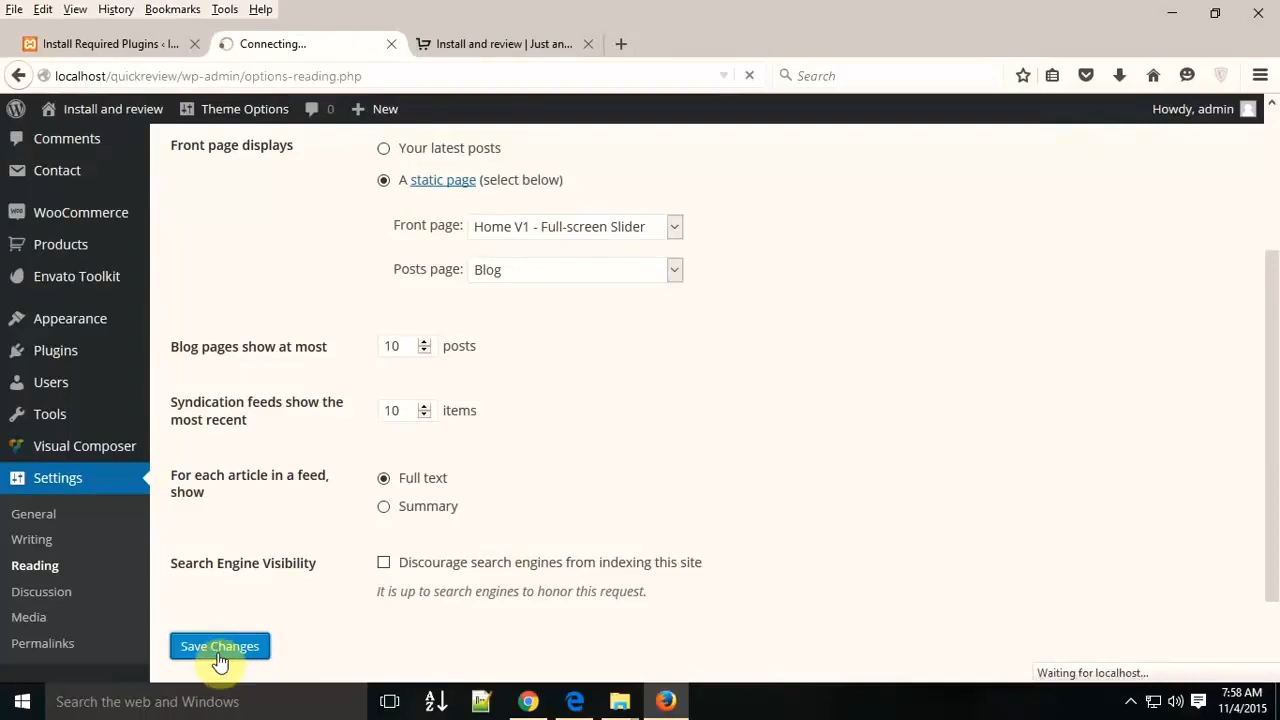 File Edit View History Bookmarks Tools Help
Install Required Plugins ‹ I...
Connecting...
Install and review | Just an...
localhost/quickreview/wp-admin/options-reading.php
Search
Install and review
Theme Options
0
New
Howdy, admin
Comments
Contact
WooCommerce
Products
Envato Toolkit
Appearance
Plugins
Users
Tools
Visual Composer
Settings
General
Writing
Reading
Discussion
Media
Permalinks
Front page displays
Your latest posts
A static page (select below)
Front page: Home V1 - Full-screen Slider
Posts page: Blog
Blog pages show at most
10 posts
Syndication feeds show the
most recent
10 items
For each article in a feed,
show
Full text
Summary
Search Engine Visibility
Discourage search engines from indexing this site
It is up to search engines to honor this request.
Save Changes
Waiting for localhost...
Search the web and Windows
7:58 AM
11/4/2015